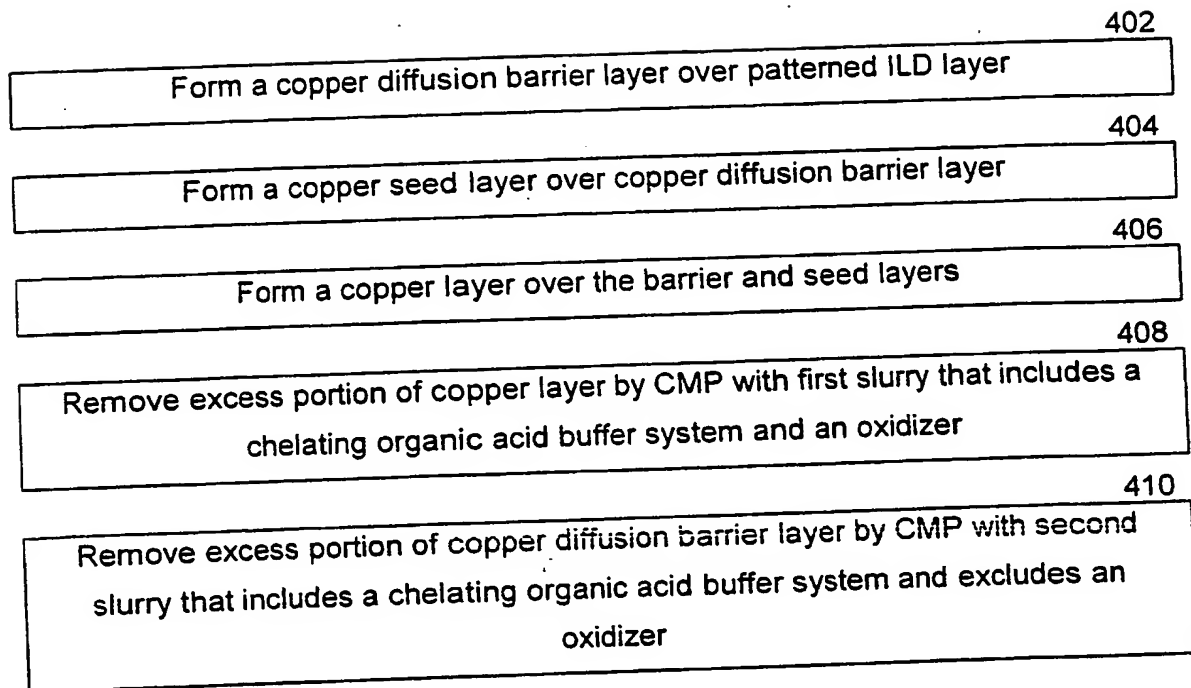 402
Form a copper diffusion barrier layer over patterned ILD layer
404
Form a copper seed layer over copper diffusion barrier layer
406
Form a copper layer over the barrier and seed layers
408
Remove excess portion of copper layer by CMP with first slurry that includes a
chelating organic acid buffer system and an oxidizer
410
Remove excess portion of copper diffusion barrier layer by CMP with second
slurry that includes a chelating organic acid buffer system and excludes an
oxidizer